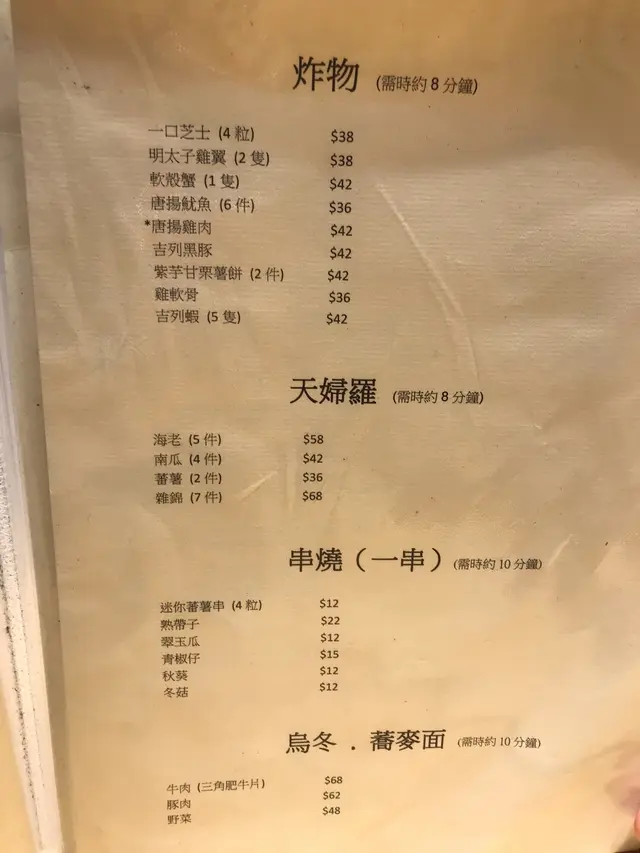 炸物 (需時約 8 分鐘)
一口芝士 (4 粒) $38
明太子雞翼 (2 隻) $38
軟殼蟹 (1 隻) $42
唐揚魷魚 (6 件) $36
*唐揚雞肉 $42
吉列黑豚 $42
紫芋甘栗薯餅 (2 件) $42
雞軟骨 $36
吉列蝦 (5 隻) $42
天婦羅 (需時約 8 分鐘)
海老 (5 件) $58
南瓜 (4 件) $42
蕃薯 (2 件) $36
雜錦 (7 件) $68
串燒（一串）(需時約 10 分鐘)
迷你蕃薯串 (4 粒) $12
熟帶子 $22
翠玉瓜 $12
青椒仔 $15
秋葵 $12
冬菇 $12
烏冬 . 蕎麥面 (需時約 10 分鐘)
牛肉 (三角肥牛片) $68
豚肉 $62
野菜 $48